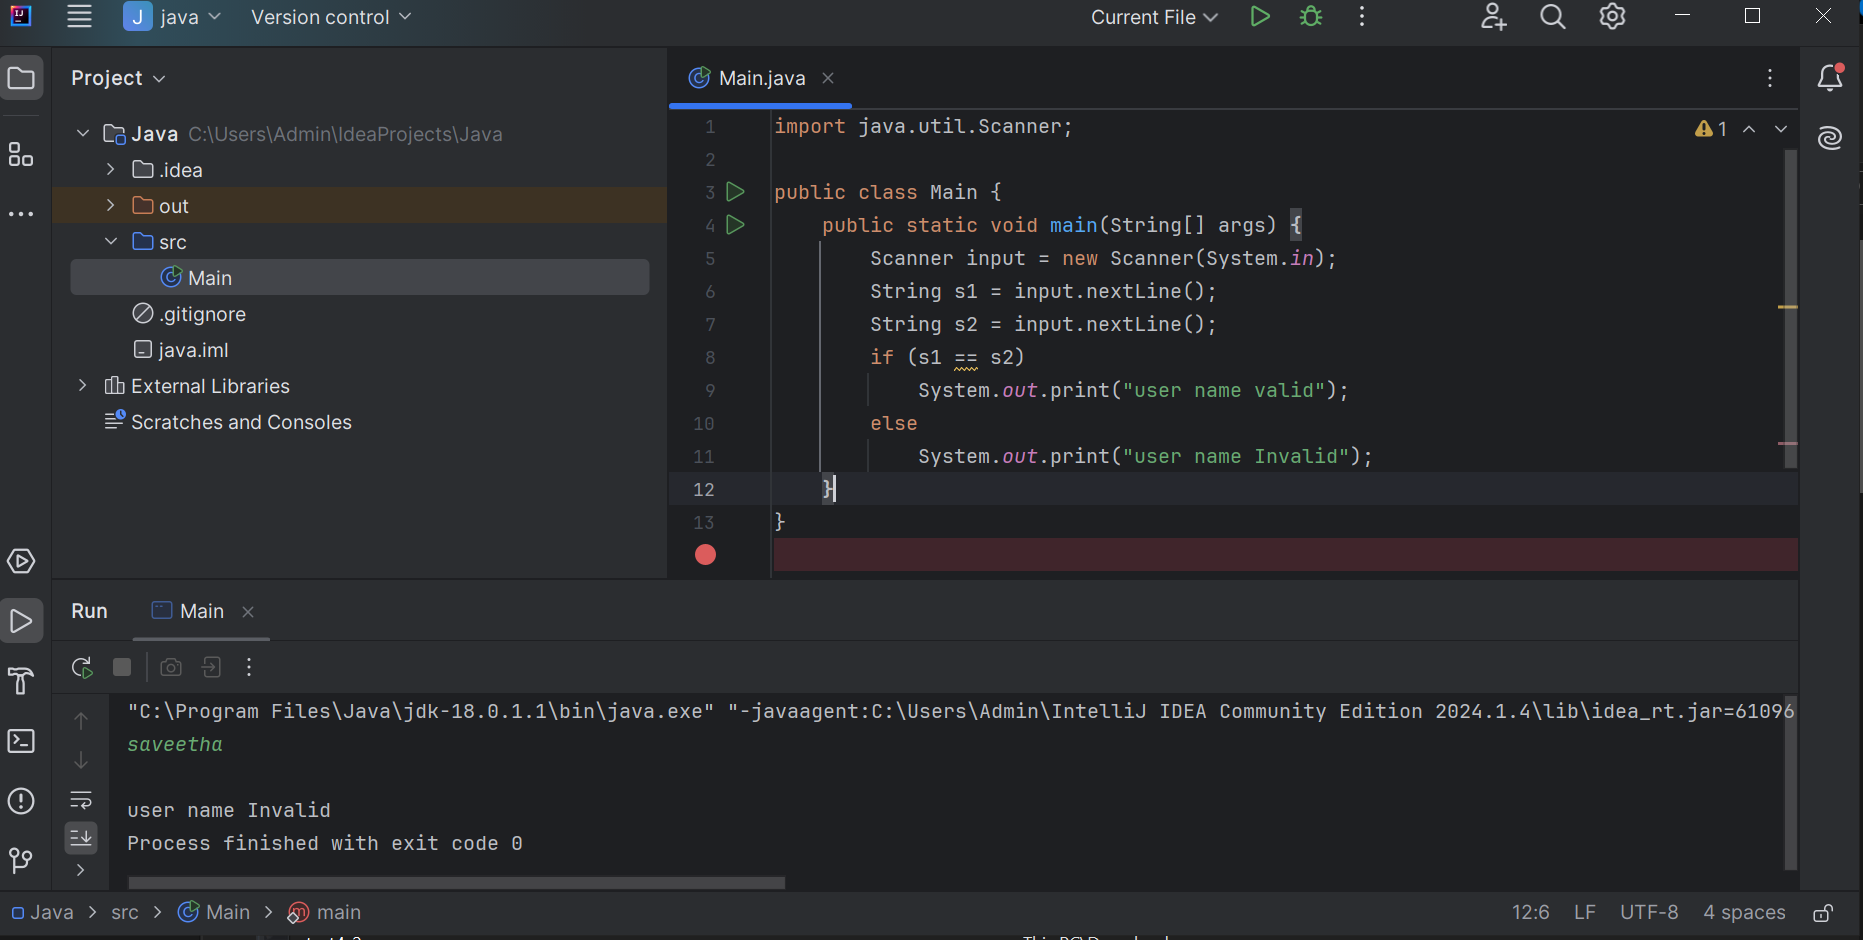 J java Version control Current File
Project
Main.java
Java C:\Users\Admin\IdeaProjects\Java
.idea
out
src
Main
.gitignore
java.iml
External Libraries
Scratches and Consoles
1 import java.util.Scanner;
2
3 public class Main {
4 public static void main(String[] args) {
5 Scanner input = new Scanner(System.in);
6 String s1 = input.nextLine();
7 String s2 = input.nextLine();
8 if (s1 == s2)
9 System.out.print("user name valid");
10 else
11 System.out.print("user name Invalid");
12 }
13 }
1
Run Main
"C:\Program Files\Java\jdk-18.0.1.1\bin\java.exe" "-javaagent:C:\Users\Admin\IntelliJ IDEA Community Edition 2024.1.4\lib\idea_rt.jar=61096
saveetha
user name Invalid
Process finished with exit code 0
Java > src > Main > main 12:6 LF UTF-8 4 spaces